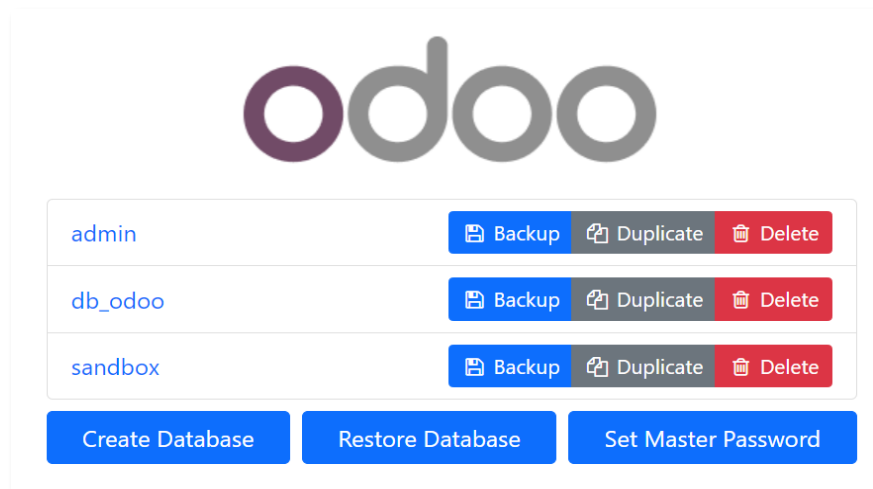 odoo
admin Backup Duplicate Delete
db_odoo Backup Duplicate Delete
sandbox Backup Duplicate Delete
Create Database Restore Database Set Master Password